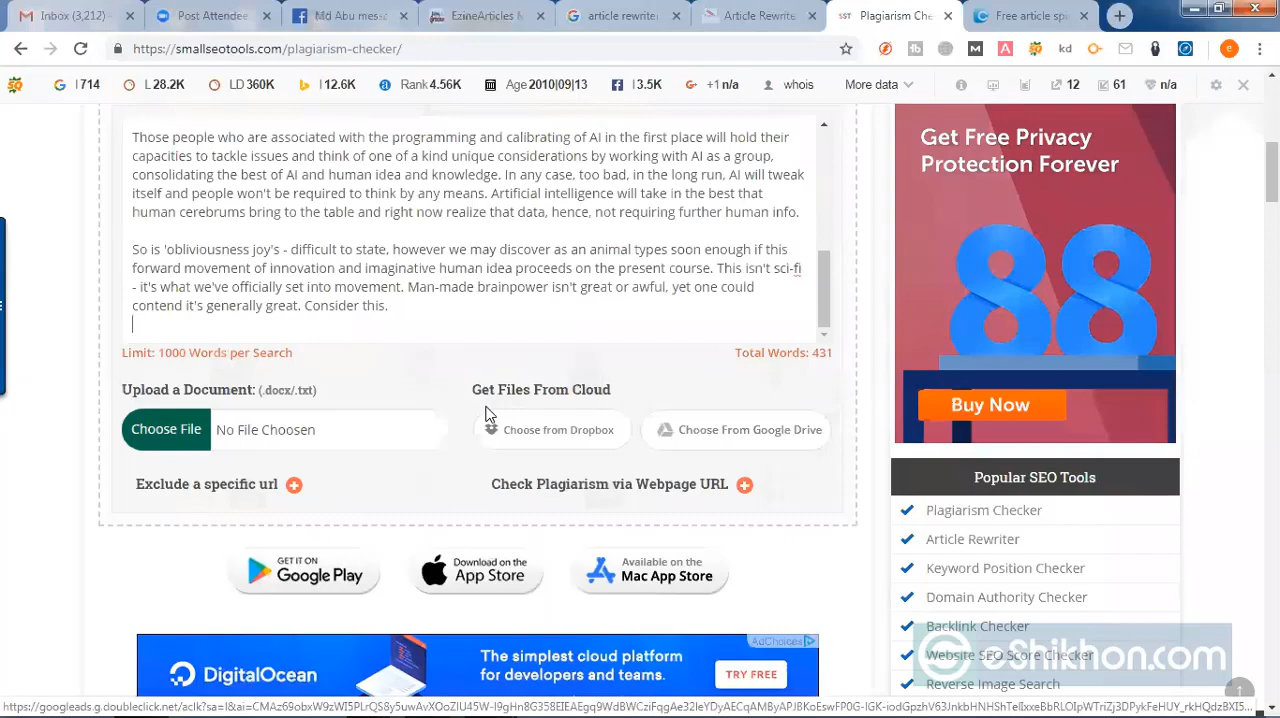 Inbox (3,212) -
Post Attendee
Md Abu mess
EzineArticles
article rewriter
Article Rewrite
SST
Plagiarism Che
Free article sp
https://smallseotools.com/plagiarism-checker/
kd
I 714
L 28.2K
LD 360K
I 12.6K
Rank 4.56K
Age 2010|09|13
I 3.5K
+1 n/a
whois
More data
12
61
n/a
Those people who are associated with the programming and calibrating of AI in the first place will hold their
capacities to tackle issues and think of one of a kind unique considerations by working with AI as a group,
consolidating the best of AI and human idea and knowledge. In any case, too bad, in the long run, AI will tweak
itself and people won't be required to think by any means. Artificial intelligence will take in the best that
human cerebrums bring to the table and right now realize that data, hence, not requiring further human info.
So is 'obliviousness joy's - difficult to state, however we may discover as an animal types soon enough if this
forward movement of innovation and imaginative human idea proceeds on the present course. This isn't sci-fi
- it's what we've officially set into movement. Man-made brainpower isn't great or awful, yet one could
contend it's generally great. Consider this.
Limit: 1000 Words per Search
Total Words: 431
Upload a Document: (.docx/.txt)
Get Files From Cloud
Choose File
No File Choosen
Choose from Dropbox
Choose From Google Drive
Exclude a specific url
Check Plagiarism via Webpage URL
GET IT ON
Google Play
Download on the
App Store
Available on the
Mac App Store
AdChoices
DigitalOcean
The simplest cloud platform
for developers and teams.
TRY FREE
Get Free Privacy
Protection Forever
88
Buy Now
Popular SEO Tools
Plagiarism Checker
Article Rewriter
Keyword Position Checker
Domain Authority Checker
Backlink Checker
Website SEO Score Checker
Reverse Image Search
eShikhon.com